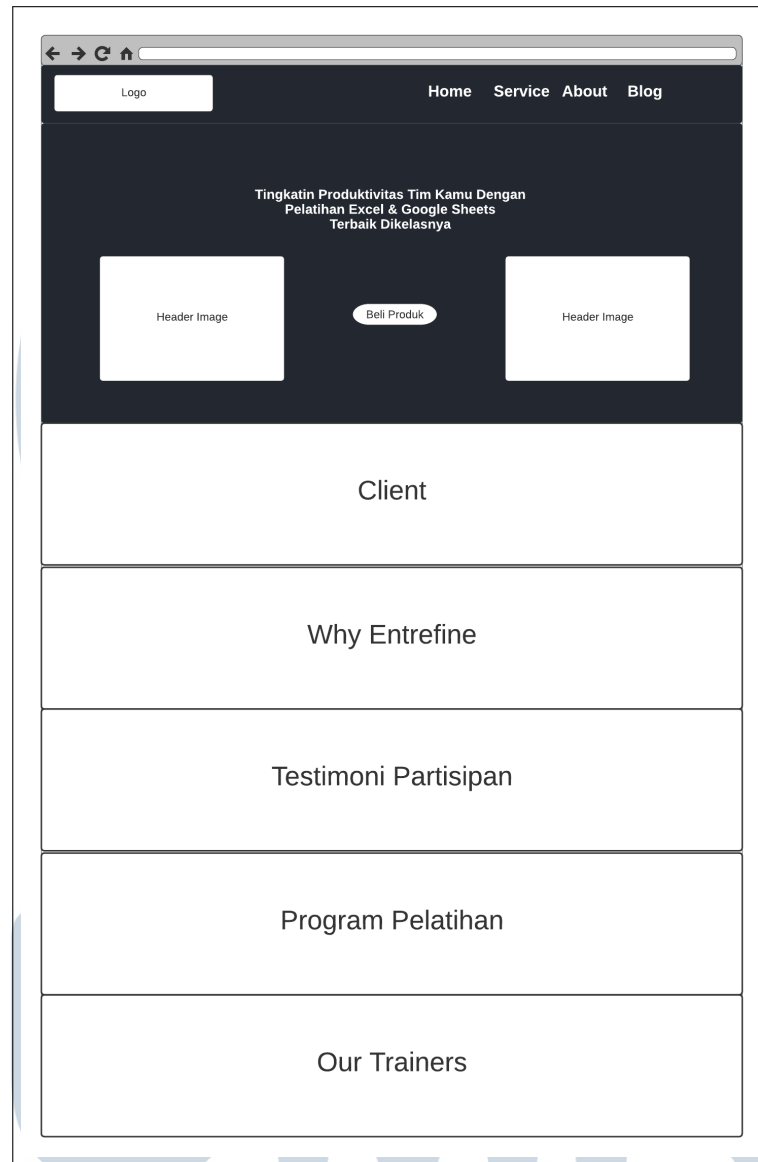 Logo
Home Service About Blog
Tingkatin Produktivitas Tim Kamu Dengan
Pelatihan Excel & Google Sheets
Terbaik Dikelasnya
Header Image
Beli Produk
Header Image
Client
Why Entrefine
Testimoni Partisipan
Program Pelatihan
Our Trainers